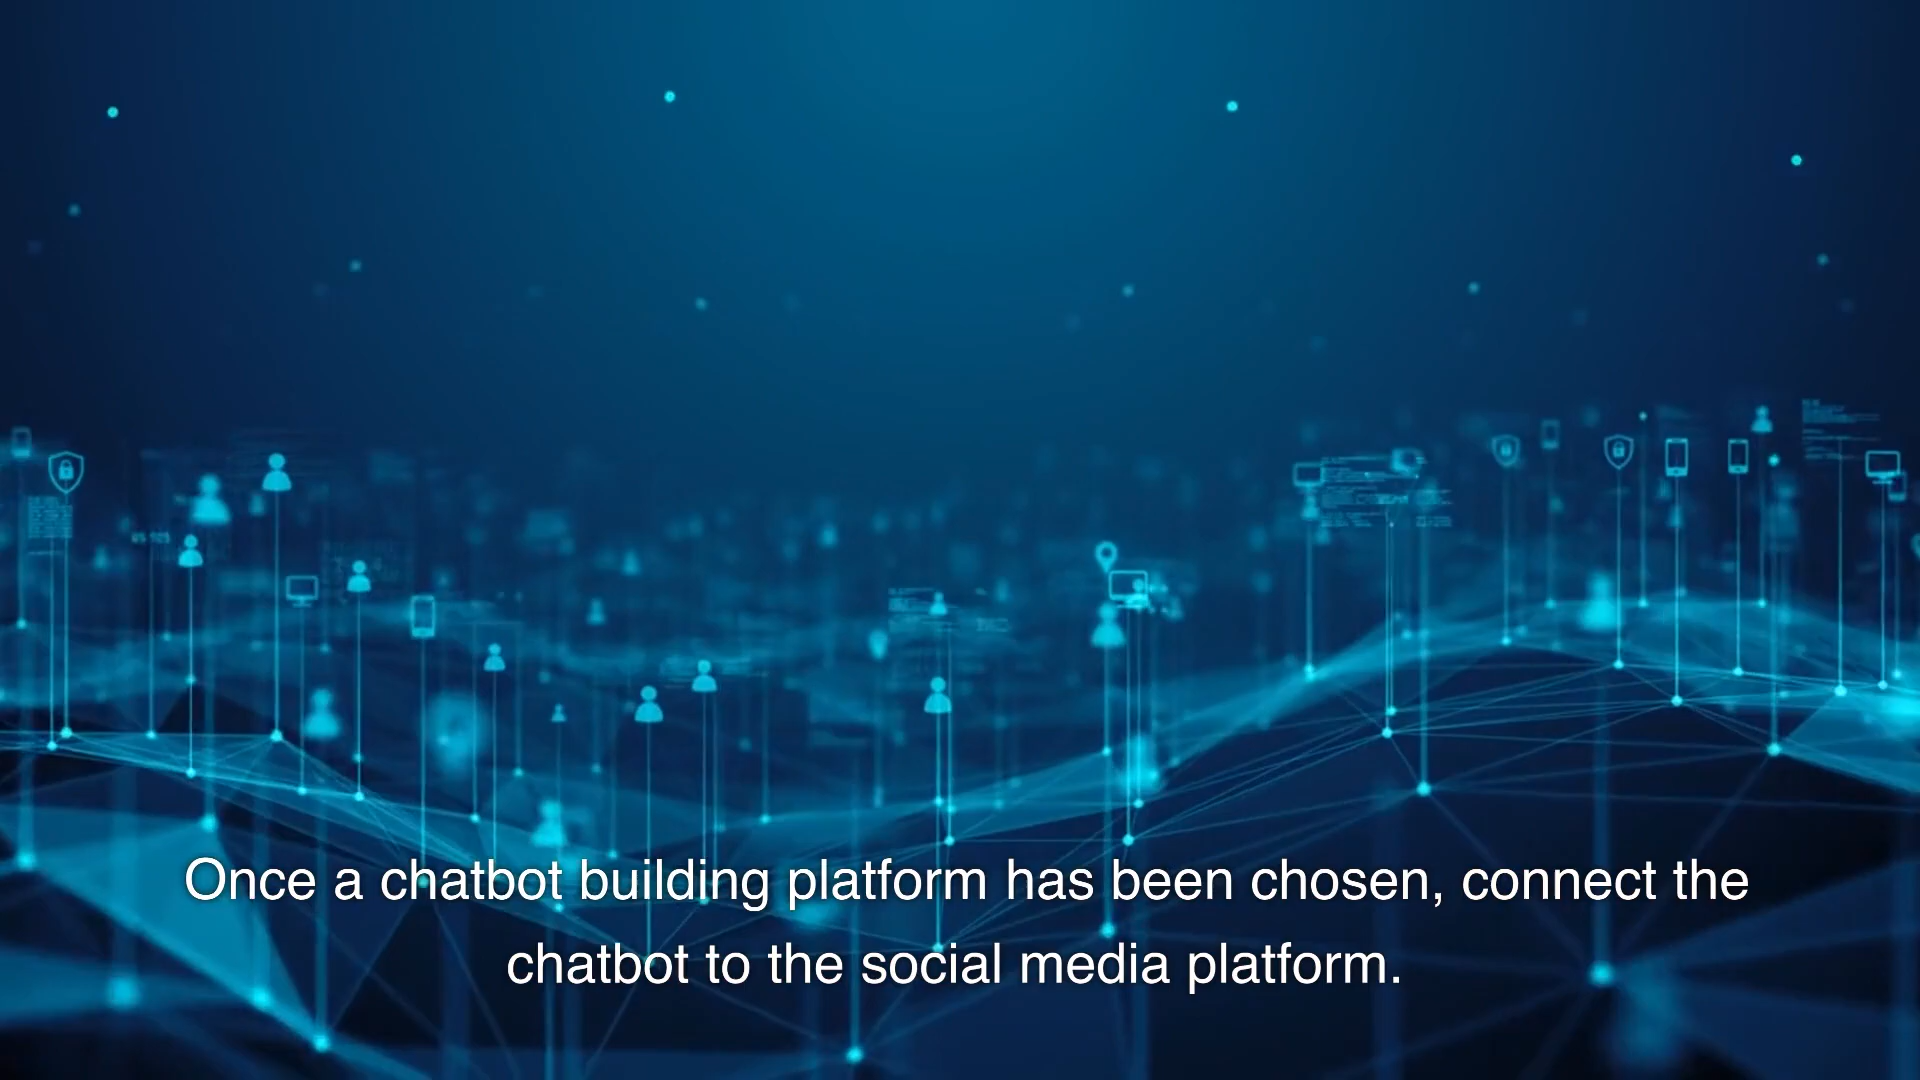 Once a chatbot building platform has been chosen, connect the
chatbot to the social media platform.